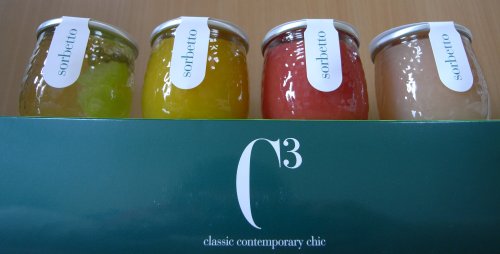 sorbetto
sorbetto
sorbetto
sorbetto
C³
classic contemporary chic